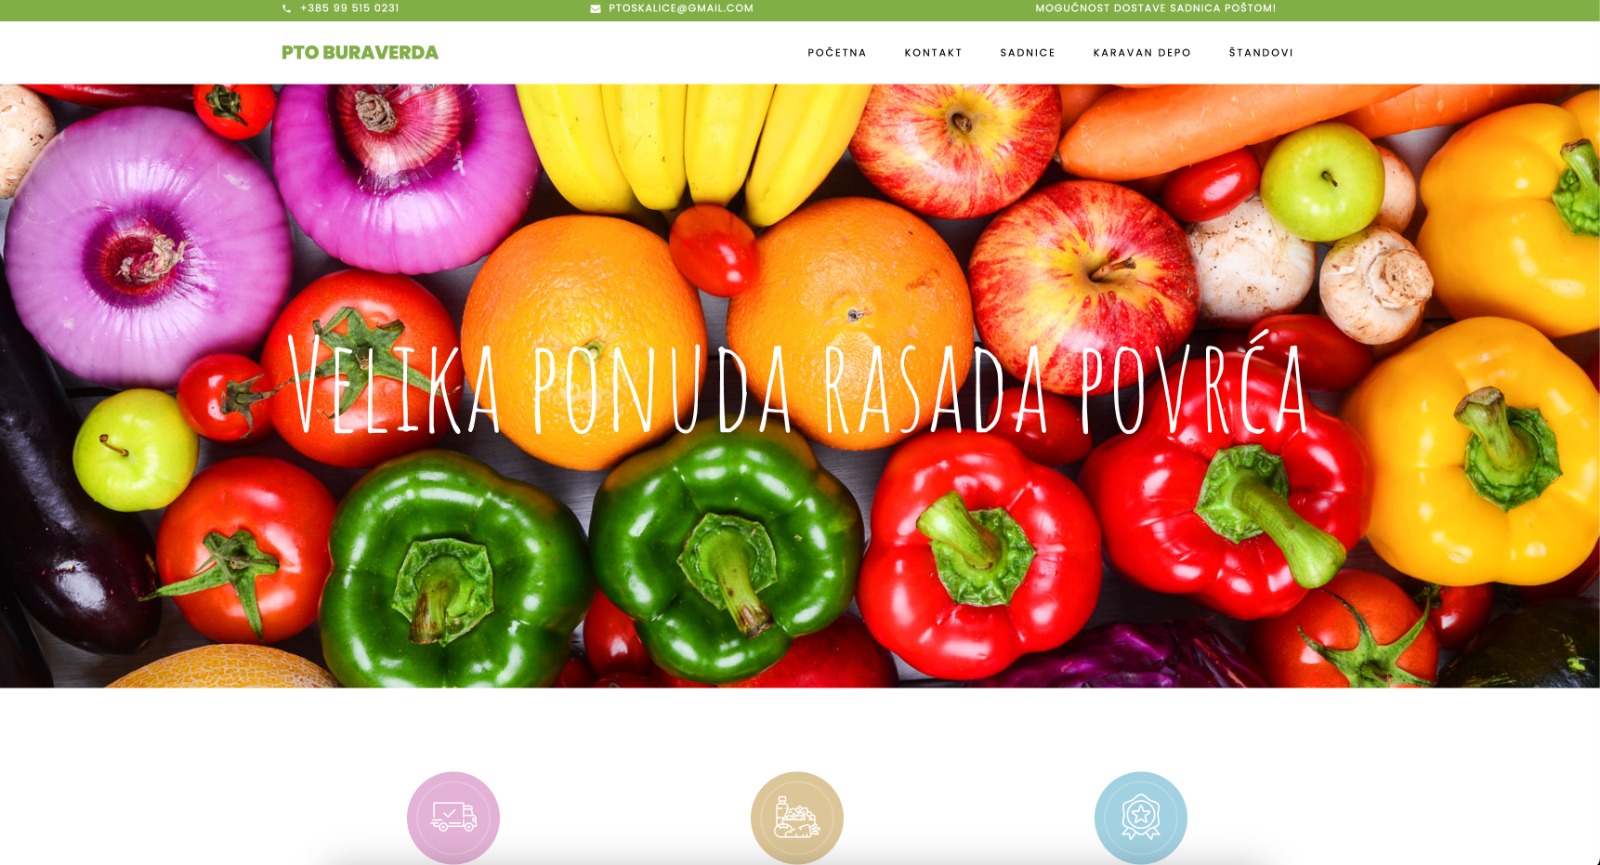 +385 99 515 0231
PTOSKALICE@GMAIL.COM
MOGUĆNOST DOSTAVE SADNICA POŠTOM!
PTO BURAVERDA
POČETNA
KONTAKT
SADNICE
KARAVAN DEPO
ŠTANDOVI
VELIKA PONUDA RASADA POVRĆA